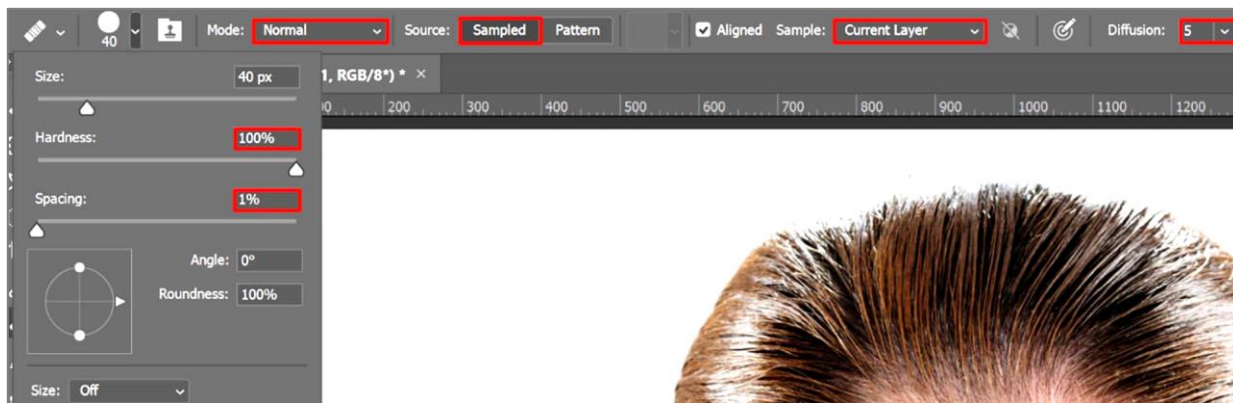 40 Mode: Normal Source: Sampled Pattern Aligned Sample: Current Layer Diffusion: 5
1, RGB/8*) * ×
200 300 400 500 600 700 800 900 1000 1100 1200
Size: 40 px
Hardness: 100%
Spacing: 1%
Angle: 0°
Roundness: 100%
Size: Off